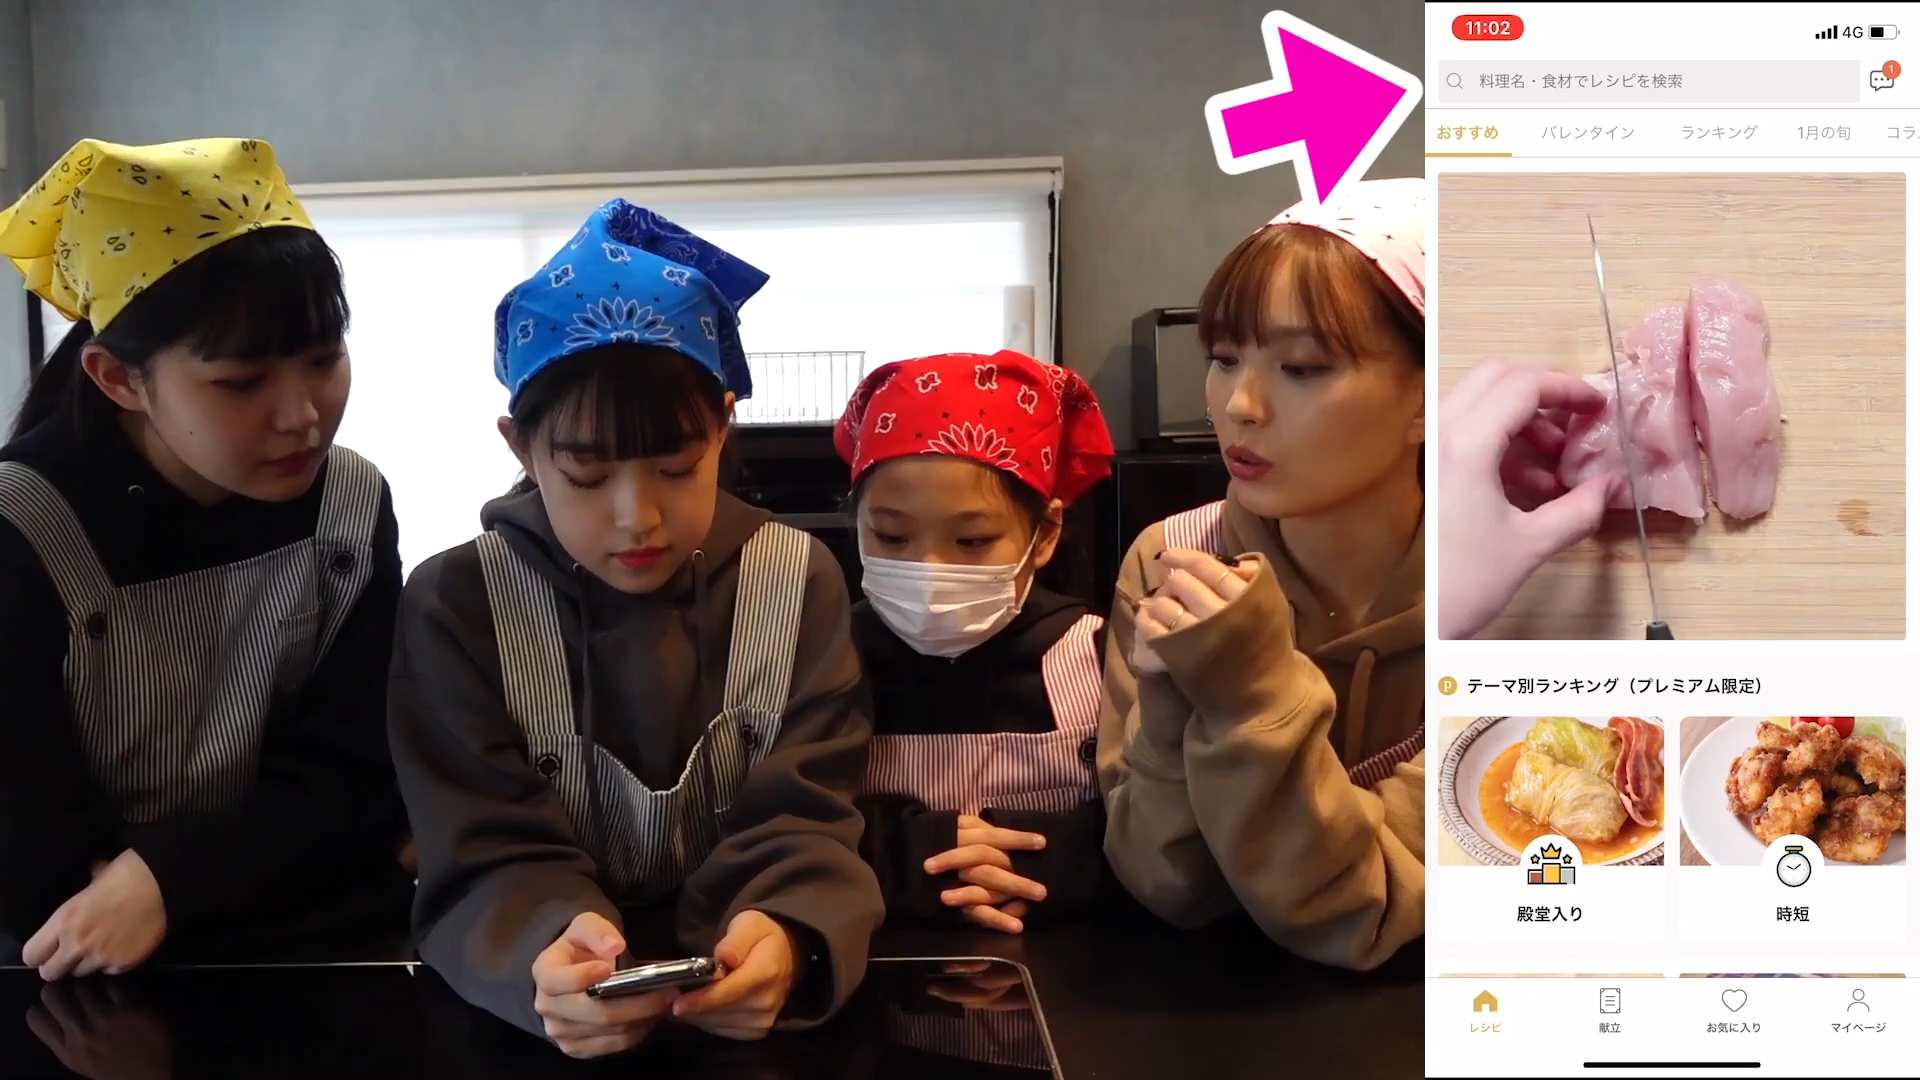 11:02
4G
料理名・食材でレシピを検索
1
おすすめ
バレンタイン
ランキング
1月の旬
コラ
p テーマ別ランキング（プレミアム限定）
殿堂入り
時短
レシピ
献立
お気に入り
マイページ